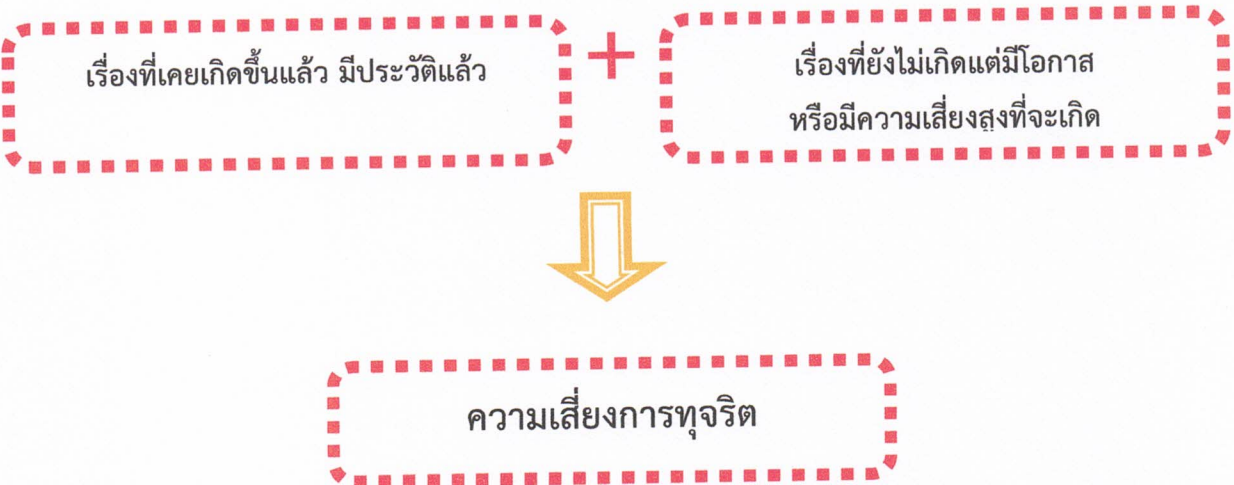 เรื่องที่เคยเกิดขึ้นแล้ว มีประวัติแล้ว
+
เรื่องที่ยังไม่เกิดแต่มีโอกาส
หรือมีความเสี่ยงสูงที่จะเกิด
ความเสี่ยงการทุจริต